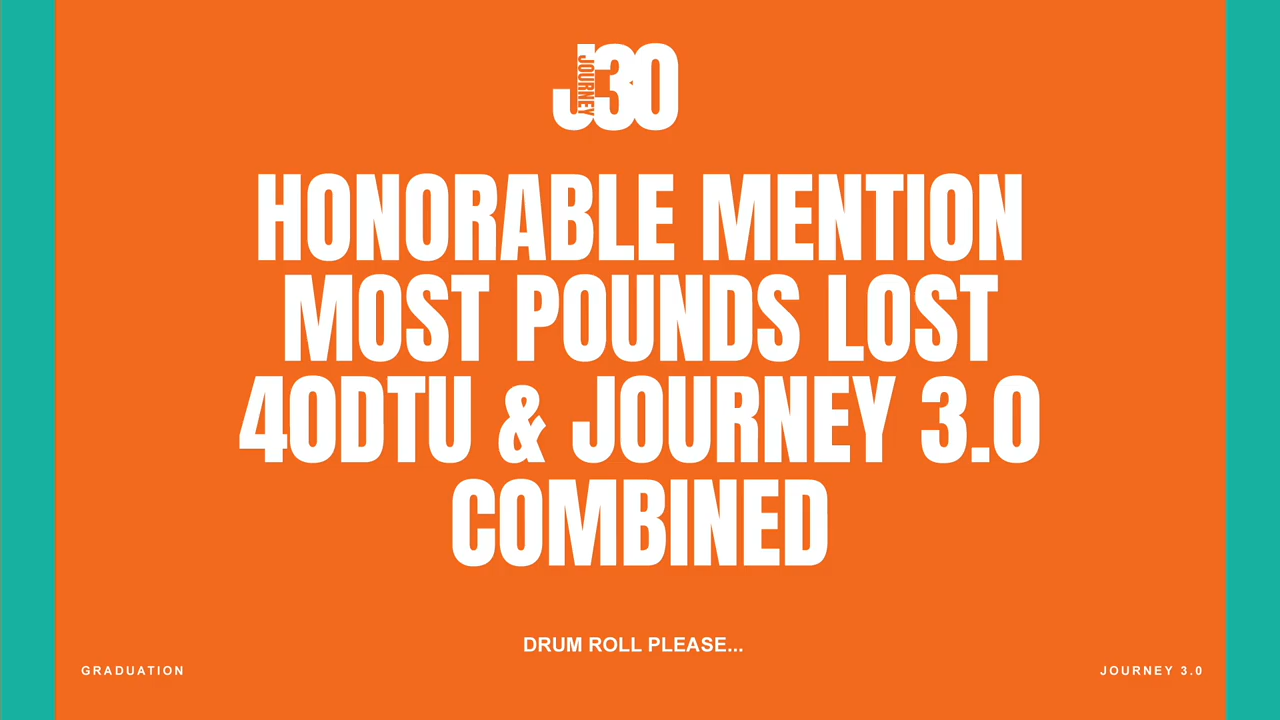 J30
JOURNEY
HONORABLE MENTION
MOST POUNDS LOST
40DTU & JOURNEY 3.0
COMBINED
DRUM ROLL PLEASE...
GRADUATION
JOURNEY 3.0